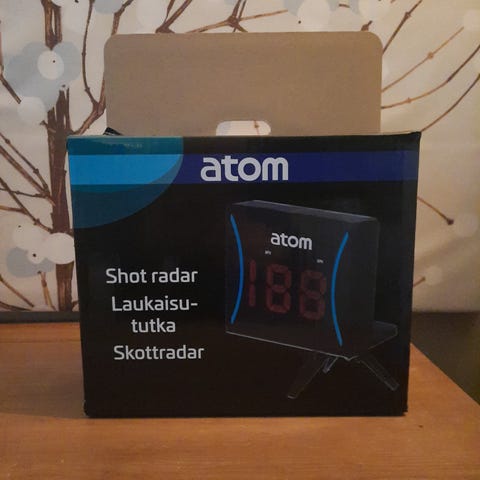 atom
atom
188
Shot radar
Laukaisu-
tutka
Skottradar